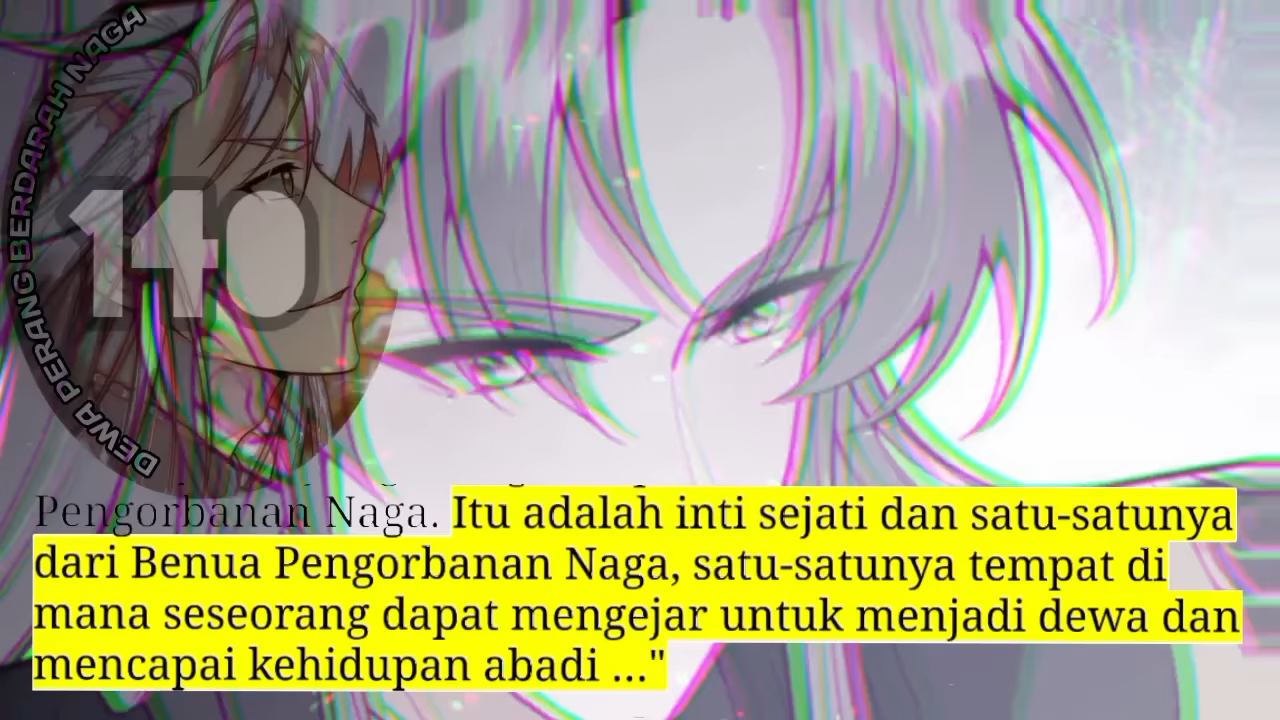 DEWA PERANG BERDARAH NAGA
140
Pengorbanan Naga. Itu adalah inti sejati dan satu-satunya
dari Benua Pengorbanan Naga, satu-satunya tempat di
mana seseorang dapat mengejar untuk menjadi dewa dan
mencapai kehidupan abadi ..."